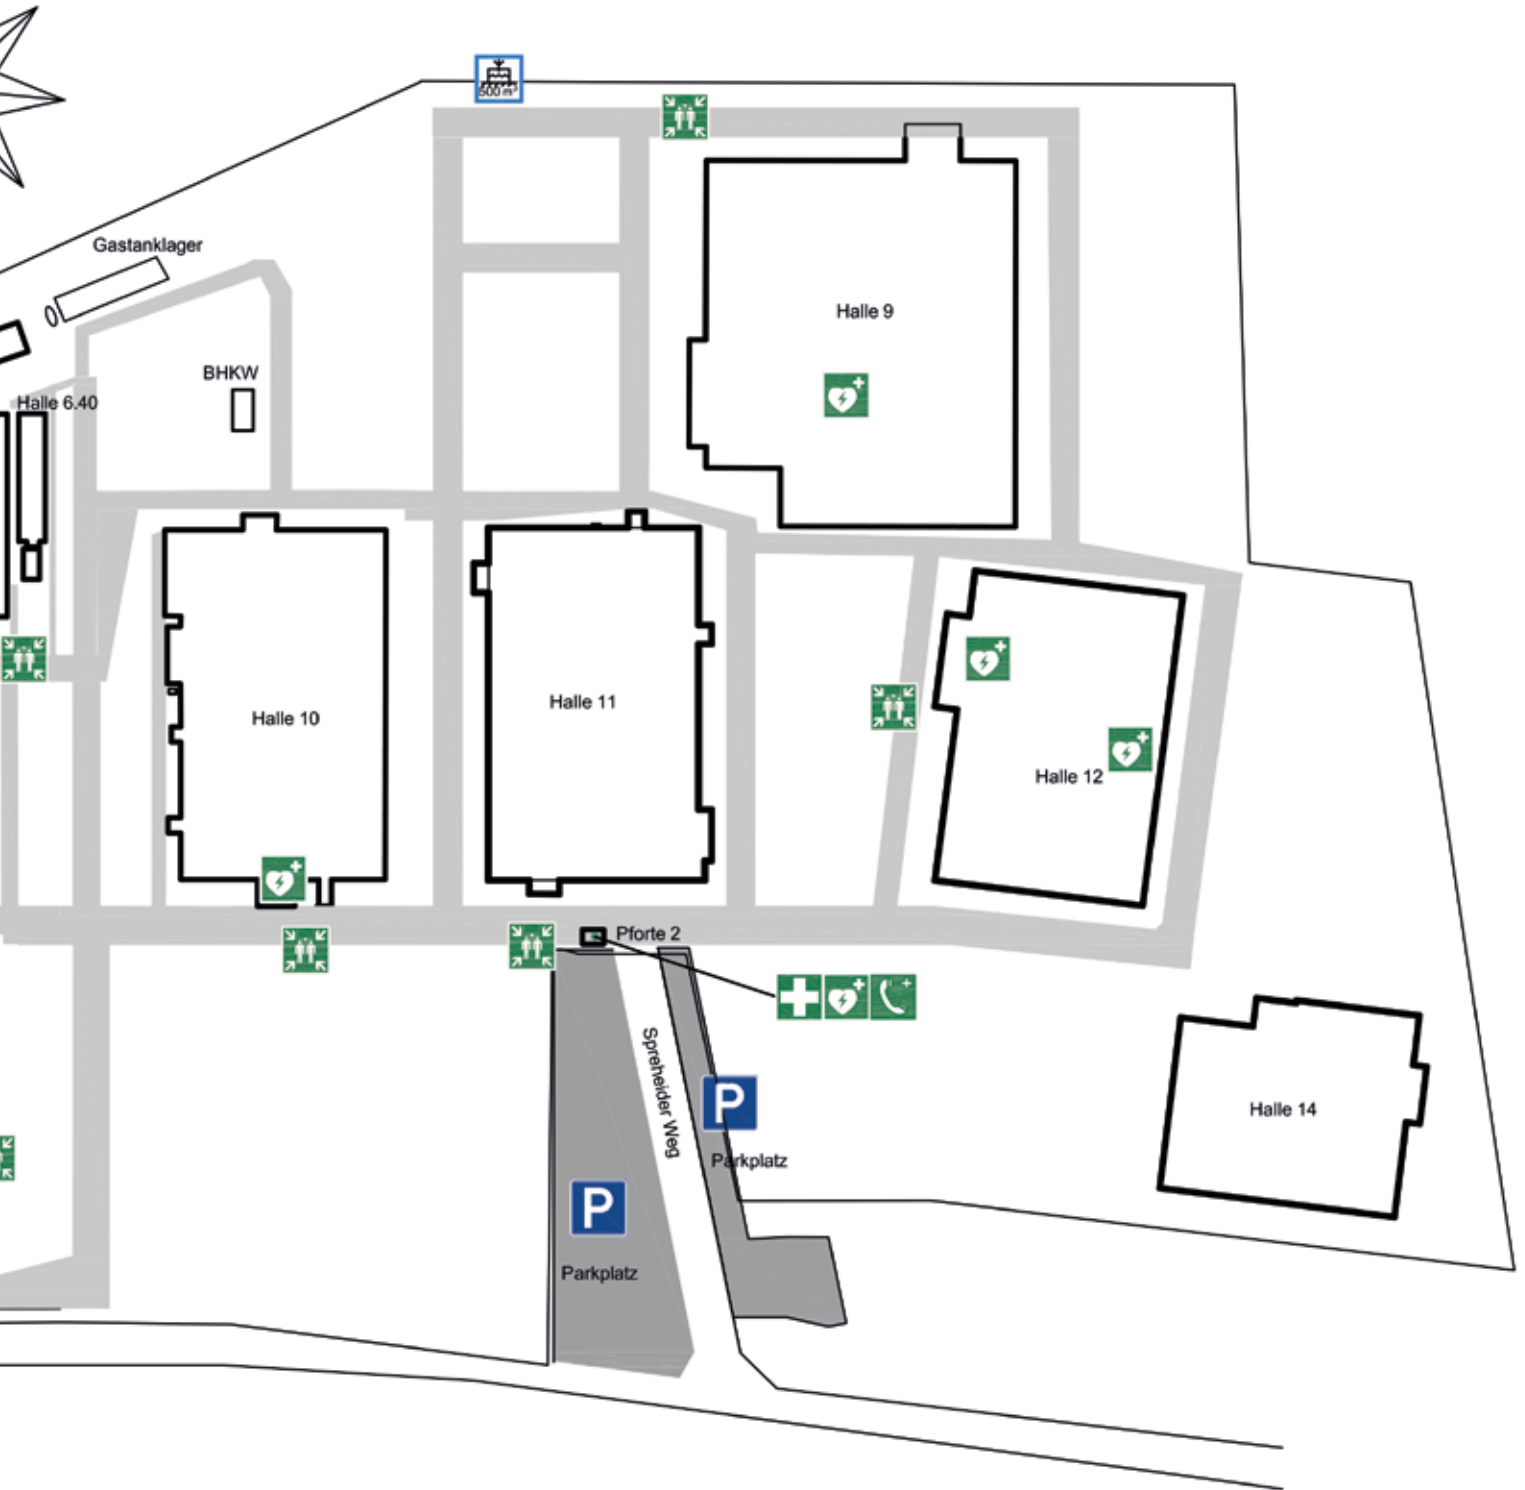 500 m³
Gastanklager
Halle 9
BHKW
Halle 6.40
Halle 11
Halle 10
Halle 12
Pforte 2
Spreheider Weg
P
Halle 14
Parkplatz
P
Parkplatz